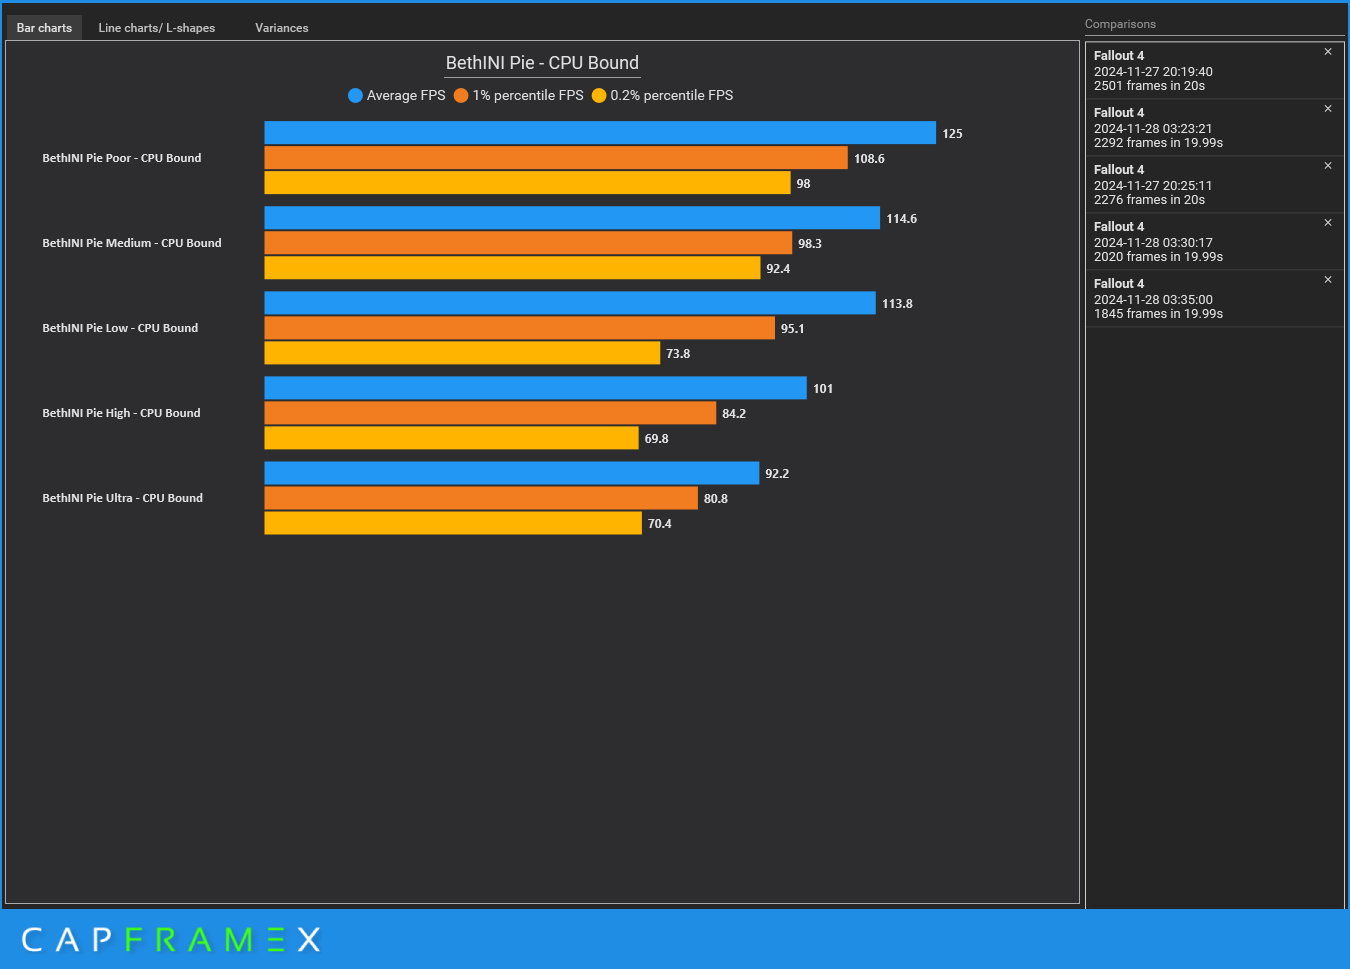 Bar charts
Line charts/ L-shapes
Variances
BethINI Pie - CPU Bound
Average FPS
1% percentile FPS
0.2% percentile FPS
BethINI Pie Poor - CPU Bound
125
108.6
98
BethINI Pie Medium - CPU Bound
114.6
98.3
92.4
BethINI Pie Low - CPU Bound
113.8
95.1
73.8
BethINI Pie High - CPU Bound
101
84.2
69.8
BethINI Pie Ultra - CPU Bound
92.2
80.8
70.4
Comparisons
Fallout 4
2024-11-27 20:19:40
2501 frames in 20s
Fallout 4
2024-11-28 03:23:21
2292 frames in 19.99s
Fallout 4
2024-11-27 20:25:11
2276 frames in 20s
Fallout 4
2024-11-28 03:30:17
2020 frames in 19.99s
Fallout 4
2024-11-28 03:35:00
1845 frames in 19.99s
CAPFRAMEX